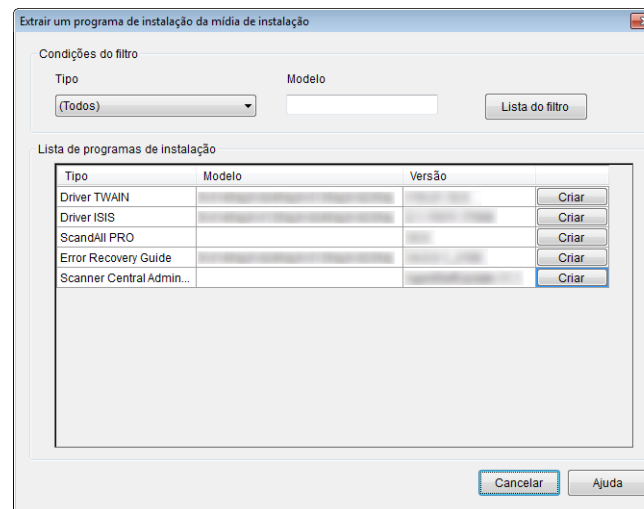 Extrair um programa de instalação da mídia de instalação
Condições do filtro
Tipo Modelo
(Todos) Lista do filtro
Lista de programas de instalação
Tipo Modelo Versão
Driver TWAIN Criar
Driver ISIS Criar
ScandAll PRO Criar
Error Recovery Guide Criar
Scanner Central Admin... Criar
Cancelar Ajuda